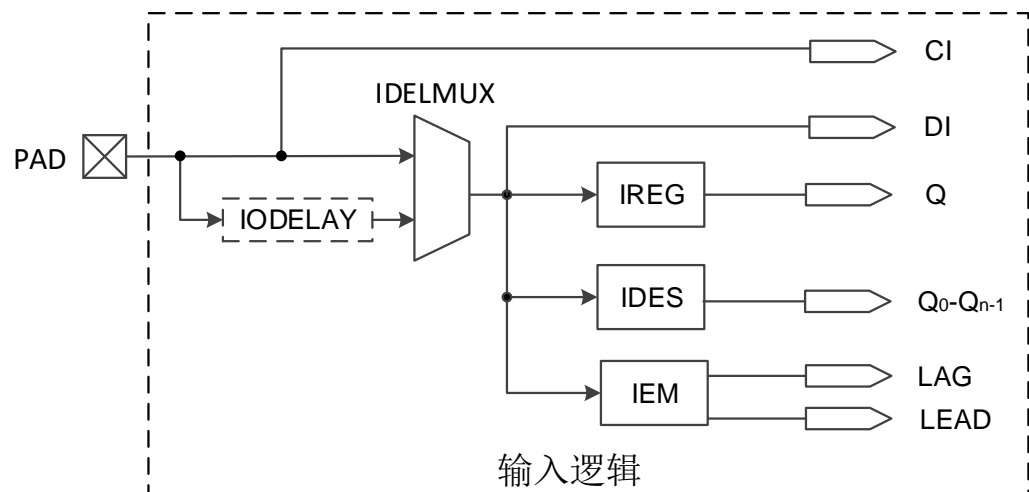 CI
IDELMUX
DI
PAD
IREG
Q
IODELAY
IDES
Q0-Qn-1
IEM
LAG
LEAD
输入逻辑